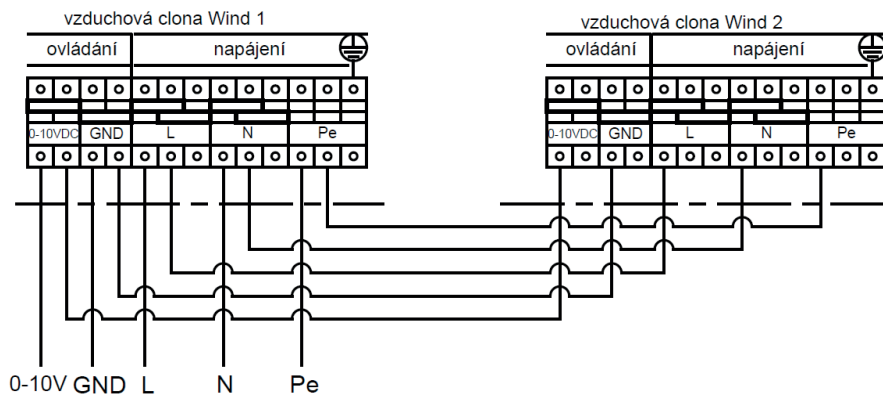 vzduchová clona Wind 1
ovládání napájení
0-10VDC GND L N Pe
vzduchová clona Wind 2
ovládání napájení
0-10VDC GND L N Pe
0-10V GND L N Pe